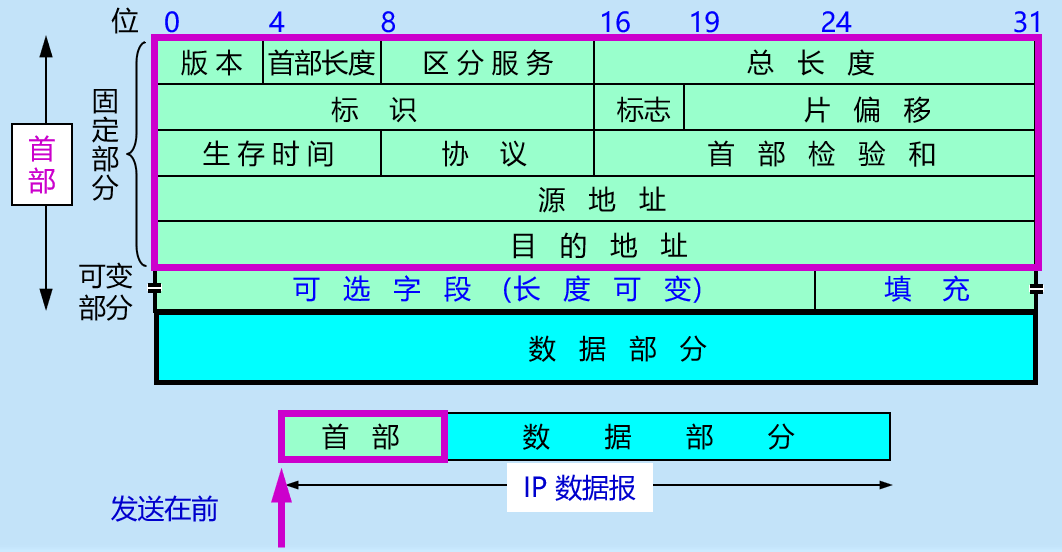 位 0 4 8 16 19 24 31
版本 首部长度 区分服务 总长度
标识 标志 片偏移
生存时间 协议 首部检验和
源地址
目的地址
可选字段 (长度可变) 填充
数据部分
固定部分
首部
可变部分
首部 数据部分
IP 数据报
发送在前